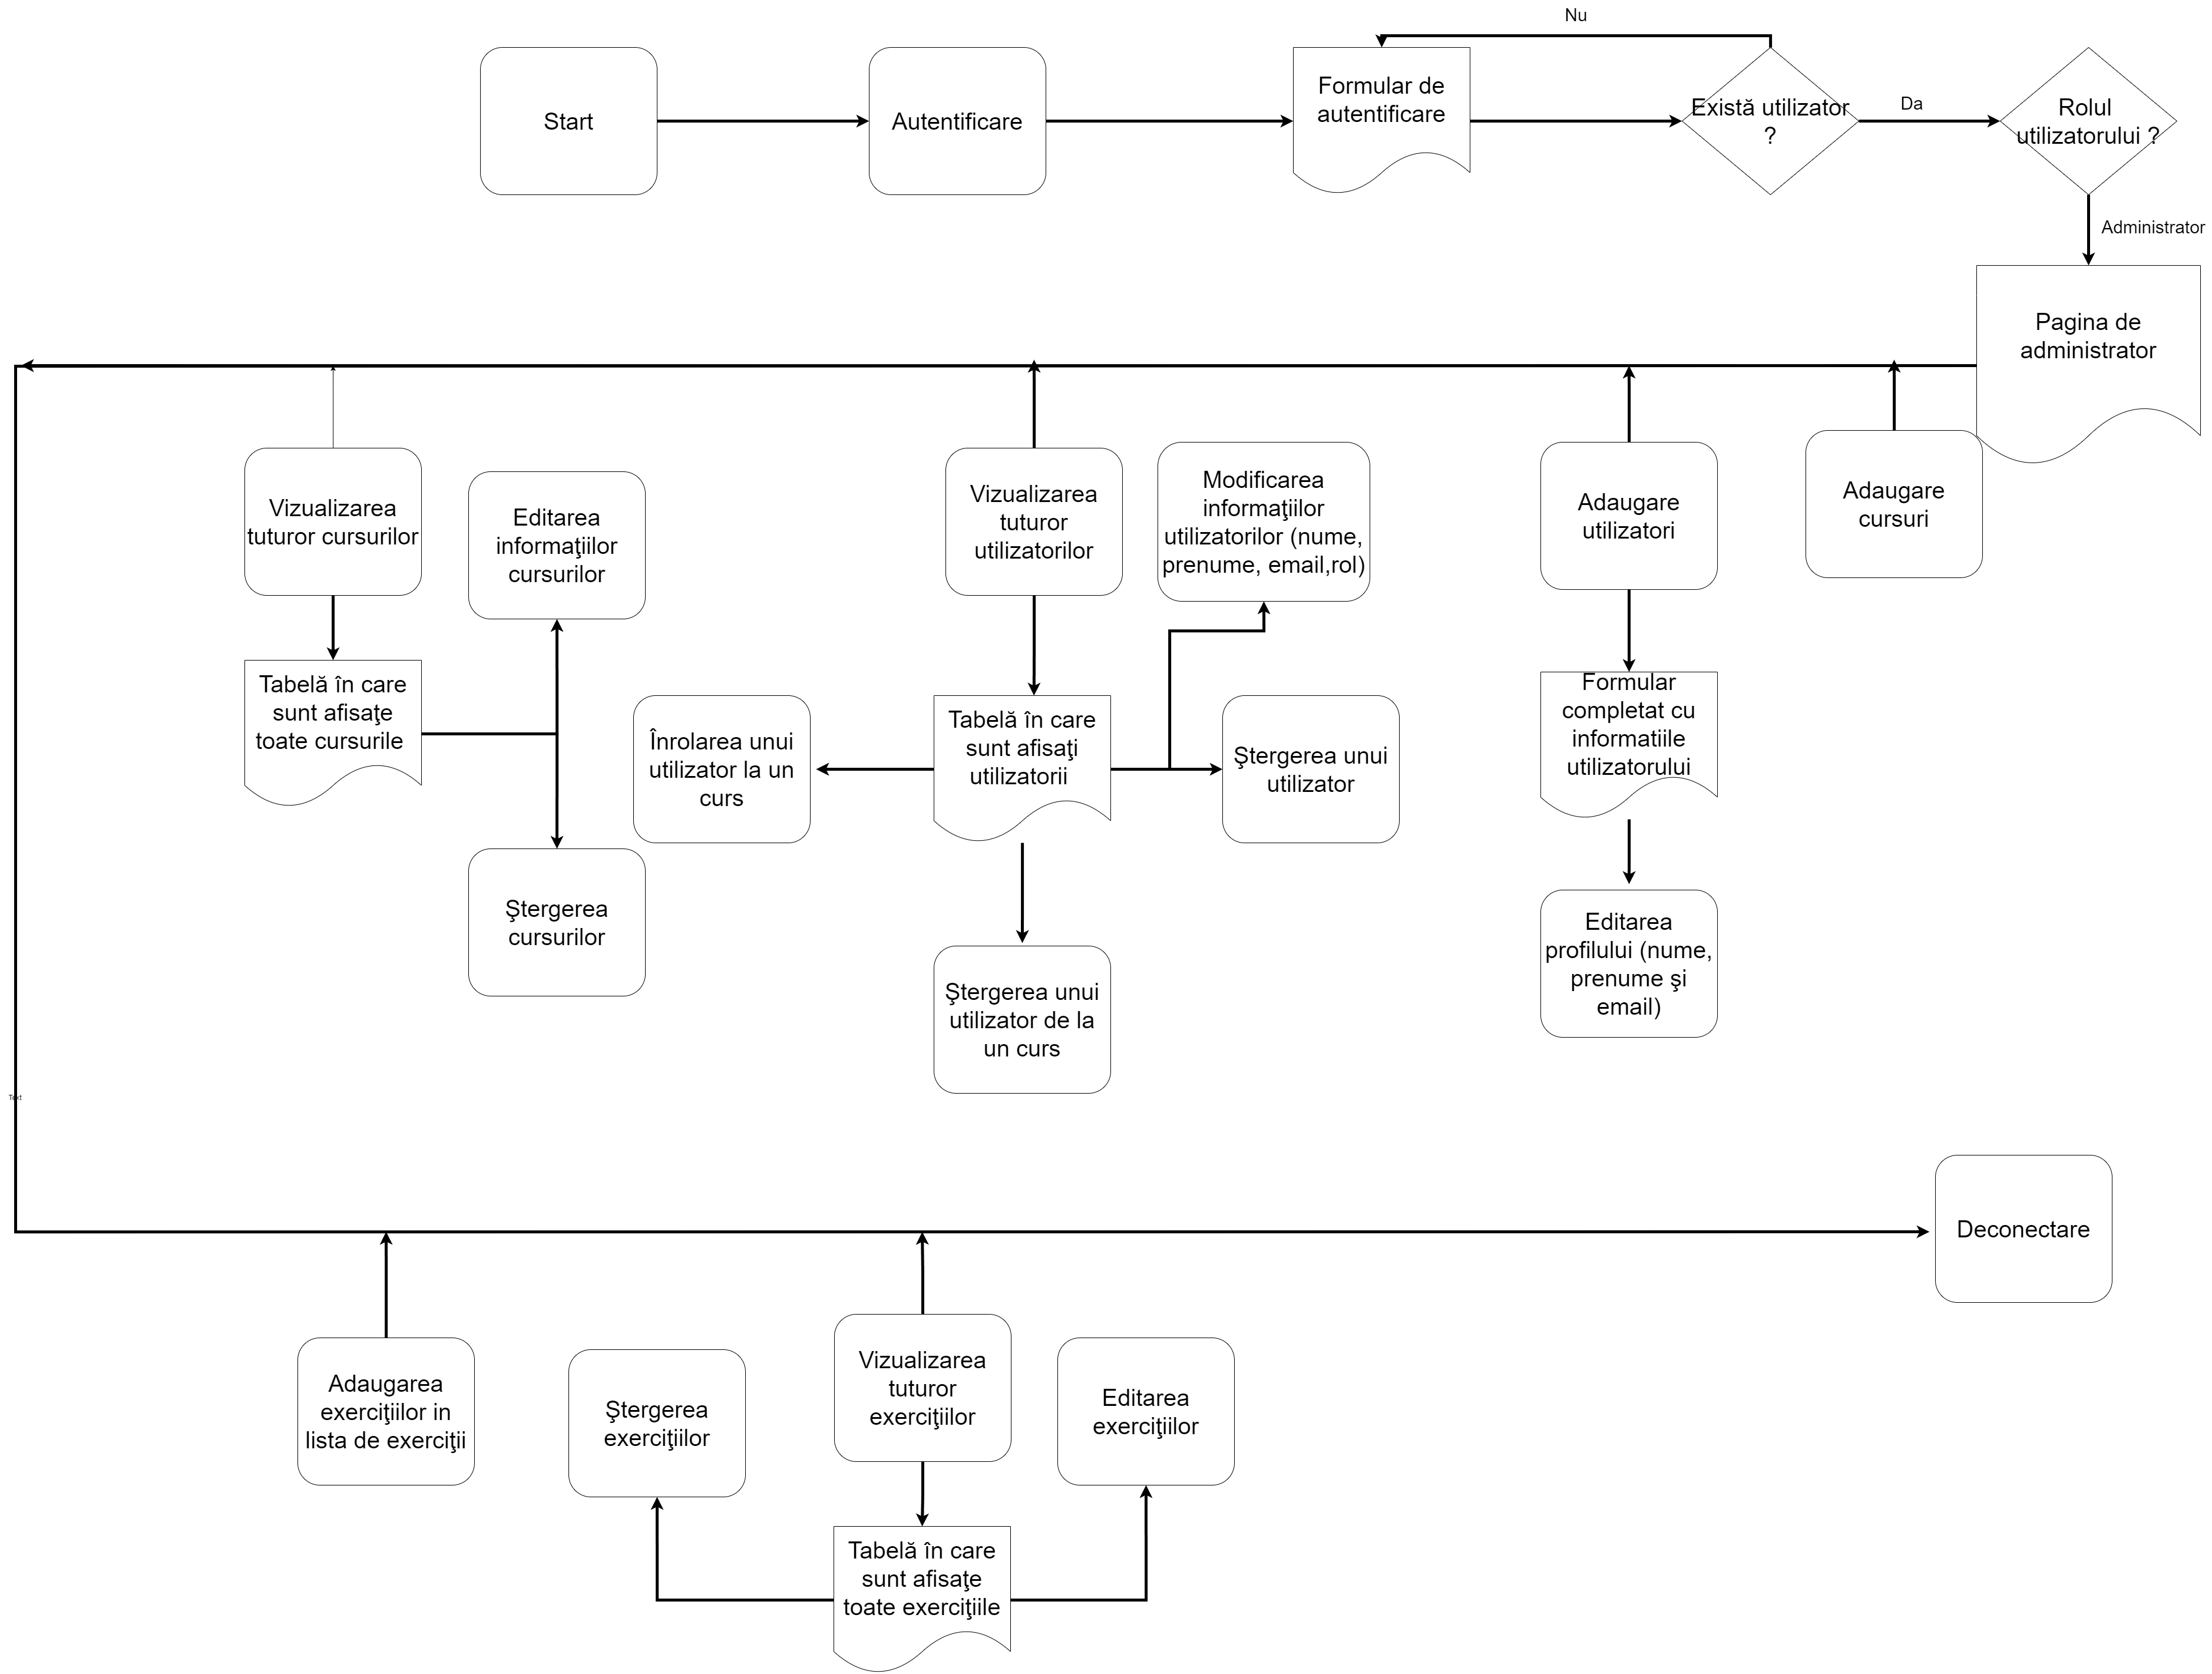 Nu
Start
Autentificare
Formular de
autentificare
Există utilizator
?
Da
Rolul
utilizatorului ?
Administrator
Pagina de
administrator
Vizualizarea
tuturor cursurilor
Editarea
informaţiilor
cursurilor
Vizualizarea
tuturor
utilizatorilor
Modificarea
informaţiilor
utilizatorilor (nume,
prenume, email,rol)
Adaugare
utilizatori
Adaugare
cursuri
Tabelă în care
sunt afisaţe
toate cursurile
Înrolarea unui
utilizator la un
curs
Tabelă în care
sunt afisaţi
utilizatorii
Ştergerea unui
utilizator
Formular
completat cu
informatiile
utilizatorului
Ştergerea
cursurilor
Ştergerea unui
utilizator de la
un curs
Editarea
profilului (nume,
prenume şi
email)
Text
Deconectare
Adaugarea
exerciţiilor in
lista de exerciţii
Ştergerea
exerciţiilor
Vizualizarea
tuturor
exerciţiilor
Editarea
exerciţiilor
Tabelă în care
sunt afisaţe
toate exerciţiile